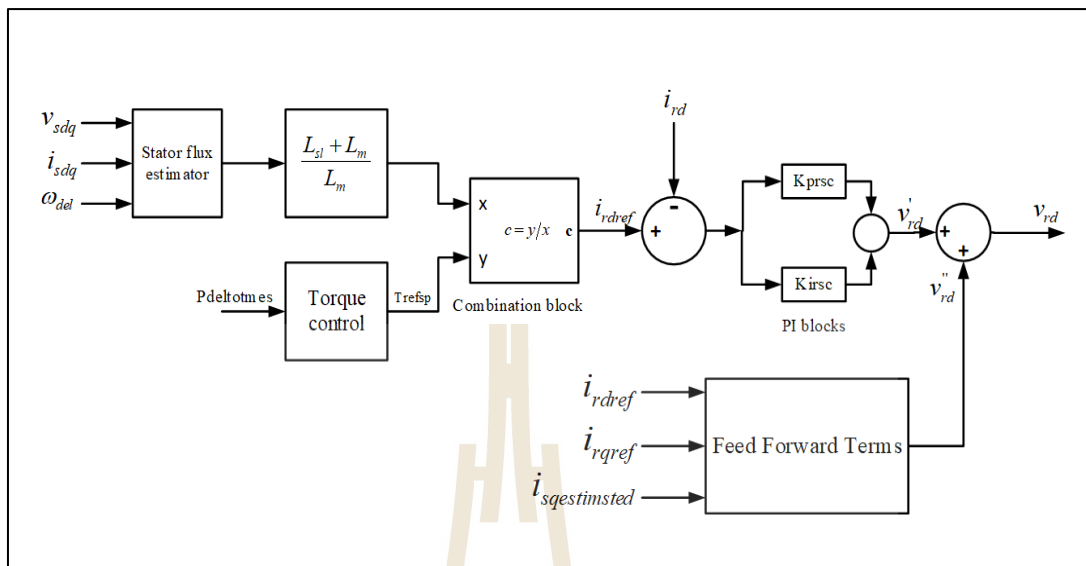 v_sdq
i_sdq
ω_del
Stator flux
estimator
L_sl + L_m
L_m
Pdeltotmes
Torque
control
Trefsp
x
y
c = y/x
c
Combination block
i_rdref
i_rd
-
+
Kprsc
Kirsc
PI blocks
v'_rd
+
+
v_rd
v''_rd
i_rdref
i_rqref
i_sqestimsted
Feed Forward Terms